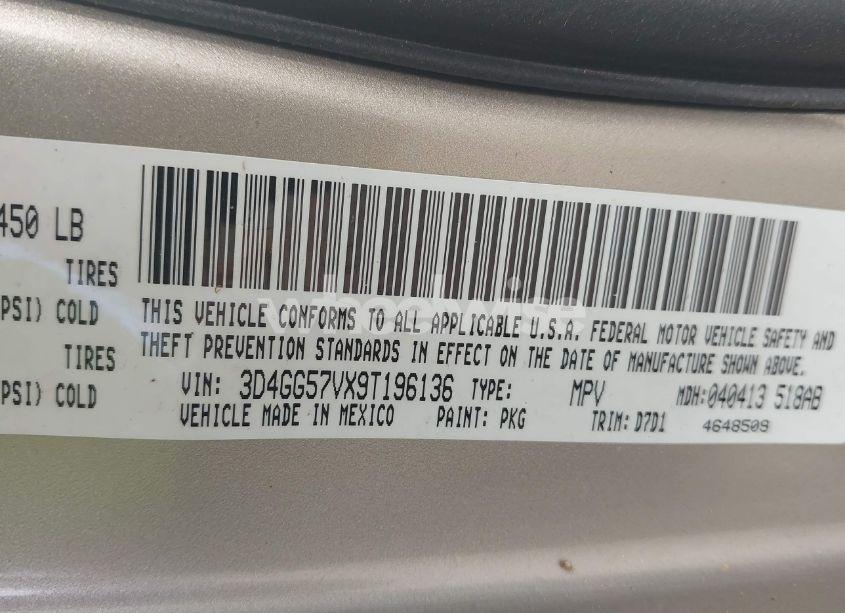 450 LB
TIRES
PSI) COLD
TIRES
PSI) COLD
THIS VEHICLE CONFORMS TO ALL APPLICABLE U.S.A. FEDERAL MOTOR VEHICLE SAFETY AND
THEFT PREVENTION STANDARDS IN EFFECT ON THE DATE OF MANUFACTURE SHOWN ABOVE.
VIN: 3D4GG57VX9T196136 TYPE: MPV MDH:040413 518AB
VEHICLE MADE IN MEXICO PAINT: PKG TRIM: D7D1 4648509
wheelwise